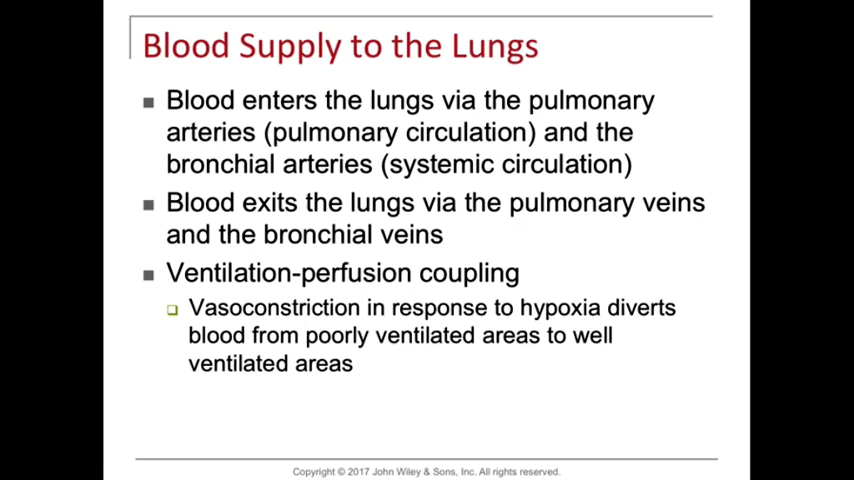 Blood Supply to the Lungs
■ Blood enters the lungs via the pulmonary
arteries (pulmonary circulation) and the
bronchial arteries (systemic circulation)
■ Blood exits the lungs via the pulmonary veins
and the bronchial veins
■ Ventilation-perfusion coupling
❑ Vasoconstriction in response to hypoxia diverts
blood from poorly ventilated areas to well
ventilated areas
Copyright © 2017 John Wiley & Sons, Inc. All rights reserved.